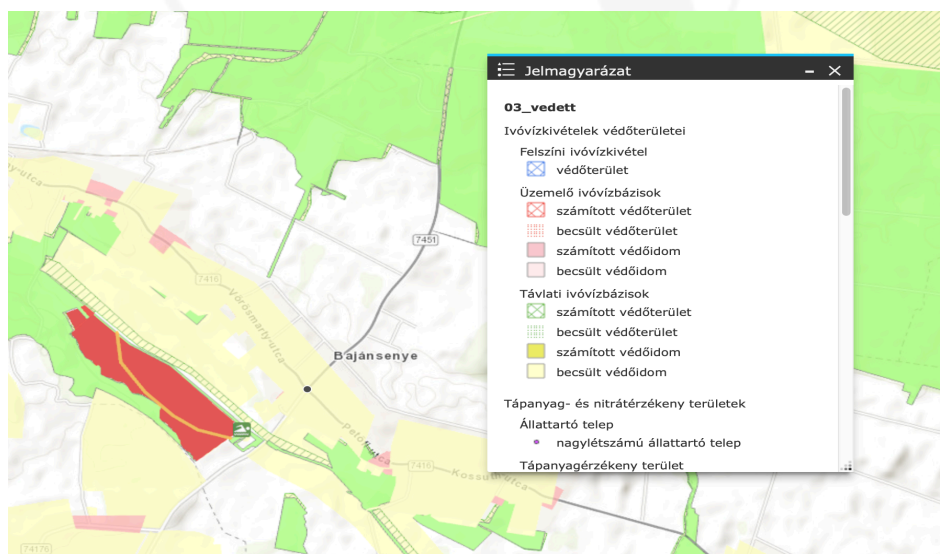 Jelmagyarázat
03_vedett
Ivóvízkivételek védőterületei
Felszíni ivóvízkivétel
védőterület
Üzemelő ivóvízbázisok
számított védőterület
becsült védőterület
számított védőidom
becsült védőidom
Távlati ivóvízbázisok
számított védőterület
becsült védőterület
számított védőidom
becsült védőidom
Tápanyag- és nitrátérzékeny területek
Állattartó telep
nagylétszámú állattartó telep
Tápanyagérzékeny terület
7451
7416
Vörösmarty-utca
Bajánsenye
Petőfi-utca
7416
Kossuth-utca
74176